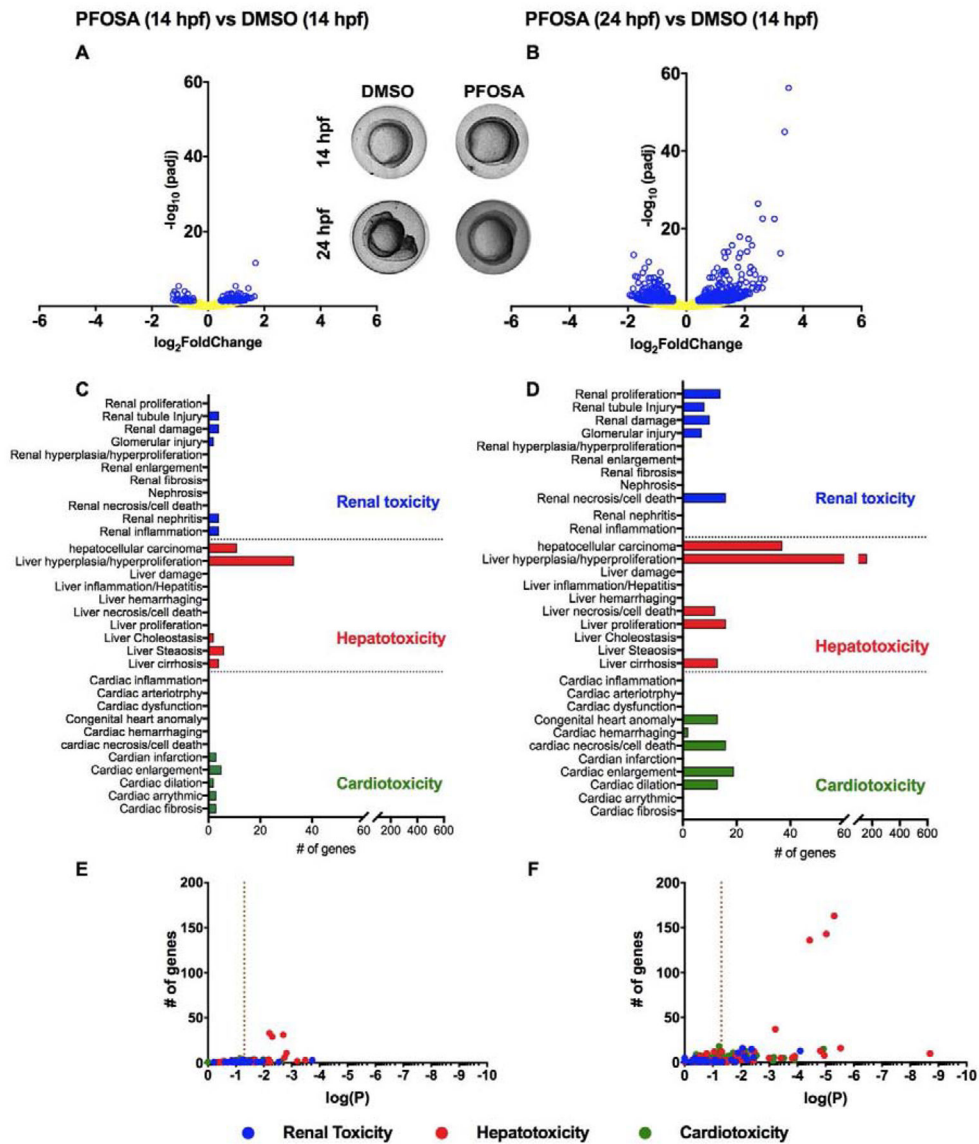 PFOSA (14 hpf) vs DMSO (14 hpf)
PFOSA (24 hpf) vs DMSO (14 hpf)
A
B
DMSO
PFOSA
14 hpf
24 hpf
60
40
20
-log10 (padj)
-6
-4
-2
0
2
4
6
log2FoldChange
60
40
20
-log10 (padj)
-6
-4
-2
0
2
4
6
log2FoldChange
C
Renal proliferation
Renal tubule Injury
Renal damage
Glomerular injury
Renal hyperplasia/hyperproliferation
Renal enlargement
Renal fibrosis
Nephrosis
Renal necrosis/cell death
Renal nephritis
Renal inflammation
Renal toxicity
hepatocellular carcinoma
Liver hyperplasia/hyperproliferation
Liver damage
Liver inflammation/Hepatitis
Liver hemarrhaging
Liver necrosis/cell death
Liver proliferation
Liver Choleostasis
Liver Steaosis
Liver cirrhosis
Hepatotoxicity
Cardiac inflammation
Cardiac arteriotrphy
Cardiac dysfunction
Congenital heart anomaly
Cardiac hemarrhaging
cardiac necrosis/cell death
Cardian infarction
Cardiac enlargement
Cardiac dilation
Cardiac arrythmic
Cardiac fibrosis
Cardiotoxicity
0
20
40
60
200
400
600
# of genes
D
Renal proliferation
Renal tubule Injury
Renal damage
Glomerular injury
Renal hyperplasia/hyperproliferation
Renal enlargement
Renal fibrosis
Nephrosis
Renal necrosis/cell death
Renal nephritis
Renal inflammation
Renal toxicity
hepatocellular carcinoma
Liver hyperplasia/hyperproliferation
Liver damage
Liver inflammation/Hepatitis
Liver hemarrhaging
Liver necrosis/cell death
Liver proliferation
Liver Choleostasis
Liver Steaosis
Liver cirrhosis
Hepatotoxicity
Cardiac inflammation
Cardiac arteriotrphy
Cardiac dysfunction
Congenital heart anomaly
Cardiac hemarrhaging
cardiac necrosis/cell death
Cardian infarction
Cardiac enlargement
Cardiac dilation
Cardiac arrythmic
Cardiac fibrosis
Cardiotoxicity
0
20
40
60
200
400
600
# of genes
E
200
150
100
50
0
# of genes
0
-1
-2
-3
-4
-5
-6
-7
-8
-9
-10
log(P)
F
200
150
100
50
0
# of genes
0
-1
-2
-3
-4
-5
-6
-7
-8
-9
-10
log(P)
Renal Toxicity
Hepatotoxicity
Cardiotoxicity